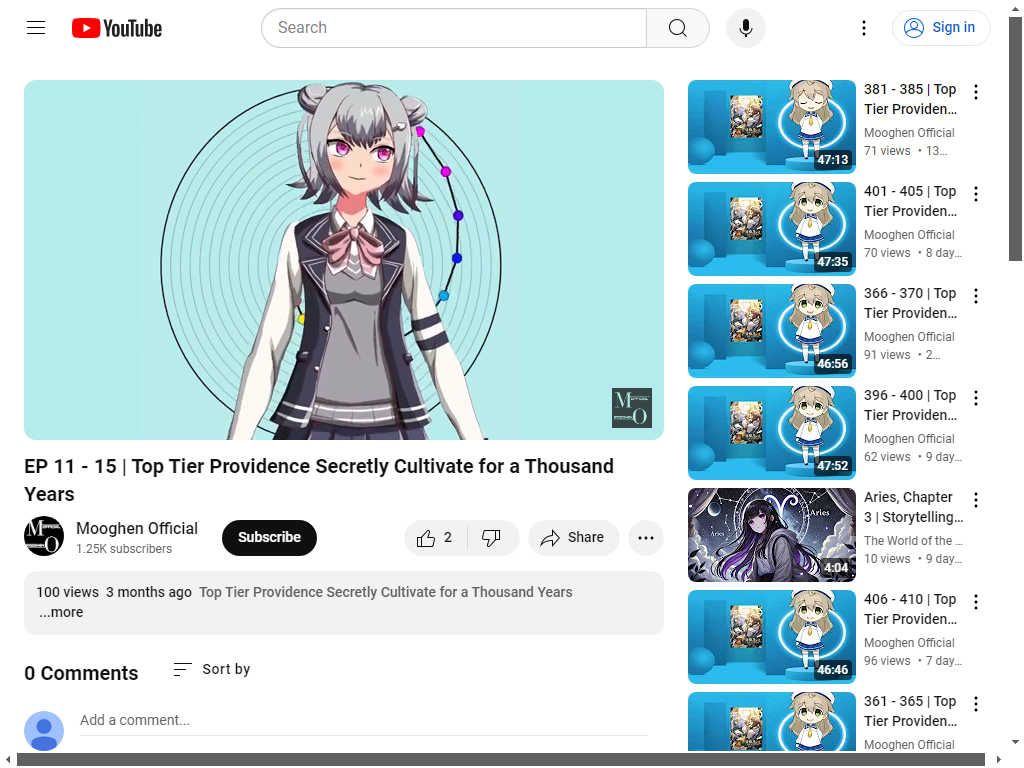 YouTube
Search
Sign in
EP 11 - 15 | Top Tier Providence Secretly Cultivate for a Thousand
Years
Mooghen Official
1.25K subscribers
Subscribe
2
Share
100 views 3 months ago Top Tier Providence Secretly Cultivate for a Thousand Years
...more
0 Comments
Sort by
Add a comment...
47:13
381 - 385 | Top
Tier Providen...
Mooghen Official
71 views • 13...
47:35
401 - 405 | Top
Tier Providen...
Mooghen Official
70 views • 8 day...
46:56
366 - 370 | Top
Tier Providen...
Mooghen Official
91 views • 2...
47:52
396 - 400 | Top
Tier Providen...
Mooghen Official
62 views • 9 day...
Aries
Aries
4:04
Aries, Chapter
3 | Storytelling...
The World of the ...
10 views • 9 day...
46:46
406 - 410 | Top
Tier Providen...
Mooghen Official
96 views • 7 day...
361 - 365 | Top
Tier Providen...
Mooghen Official